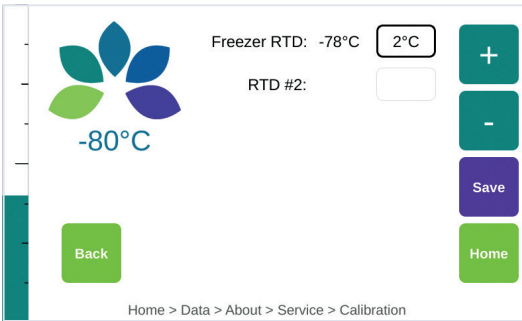 Freezer RTD: -78°C 2°C +
RTD #2:
-
-80°C
Save
Back
Home
Home > Data > About > Service > Calibration